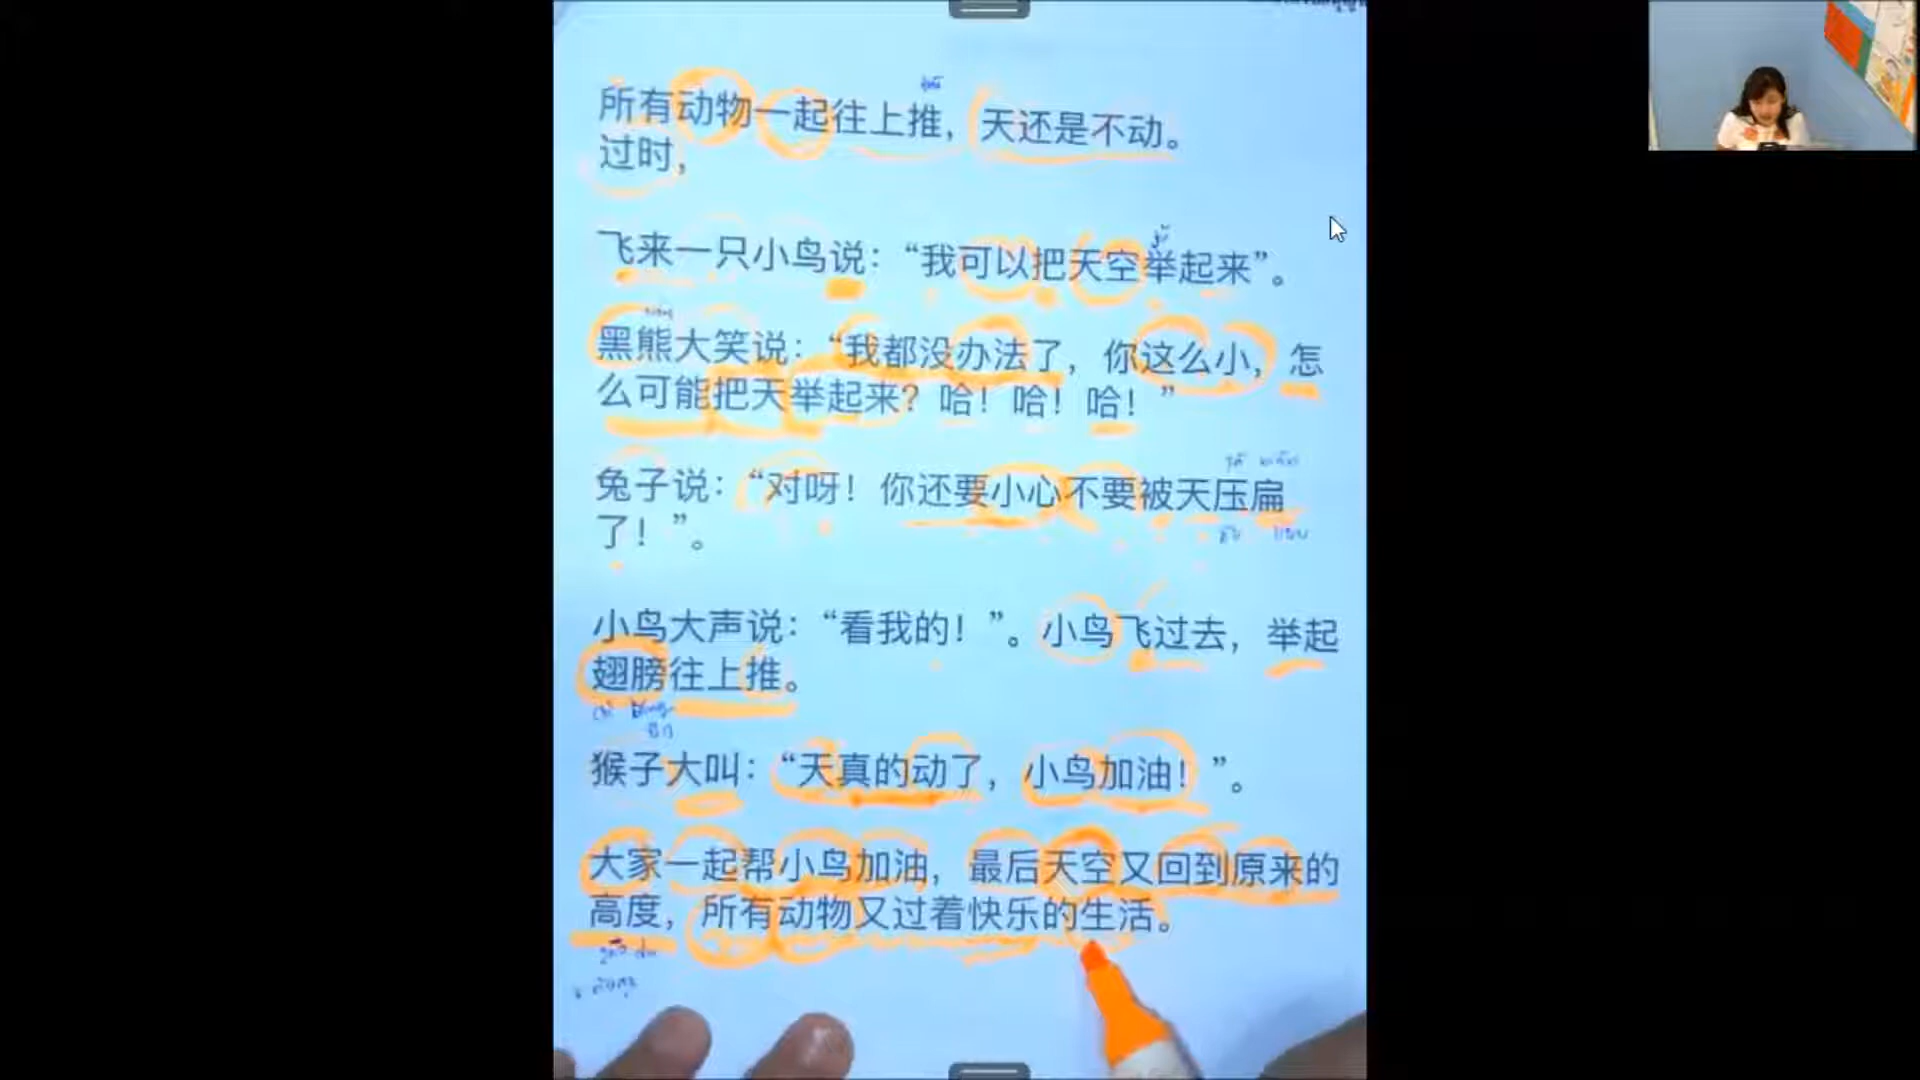 所有动物一起往上推，天还是不动。
过时，
飞来一只小鸟说：“我可以把天空举起来”。
黑熊大笑说：“我都没办法了，你这么小，怎
么可能把天举起来？哈！哈！哈！”
兔子说：“对呀！你还要小心不要被天压扁
了！”。
小鸟大声说：“看我的！”。小鸟飞过去，举起
翅膀往上推。
猴子大叫：“天真的动了，小鸟加油！”。
大家一起帮小鸟加油，最后天空又回到原来的
高度，所有动物又过着快乐的生活。